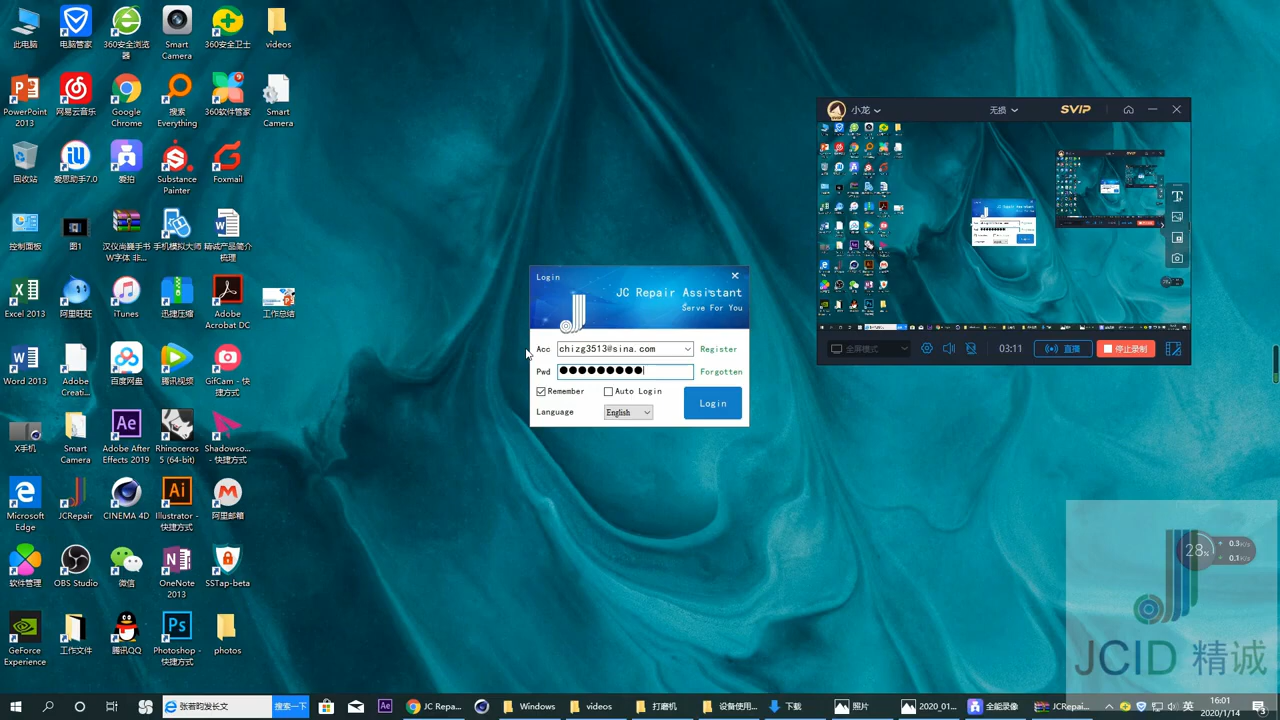 此电脑
电脑管家
360安全浏览
器
Smart
Camera
360安全卫士
videos
PowerPoint
2013
网易云音乐
Google
Chrome
搜索
Everything
360软件管家
Smart
Camera
回收站
爱思助手7.0
爱拍
Substance
Painter
Foxmail
控制面板
图1
汉仪尚巍手书
W字体 非...
手机模拟大师
精诚产品简介
梳理
Excel 2013
阿里旺旺
iTunes
迅捷压缩
Adobe
Acrobat DC
工作总结
Word 2013
Adobe
Creati...
百度网盘
腾讯视频
GifCam - 快
捷方式
X手机
Smart
Camera
Adobe After
Effects 2019
Rhinoceros
5 (64-bit)
Shadowso...
- 快捷方式
Microsoft
Edge
JCRepair
CINEMA 4D
Illustrator -
快捷方式
阿里邮箱
软件管理
OBS Studio
微信
OneNote
2013
SSTap-beta
GeForce
Experience
工作文件
腾讯QQ
Photoshop -
快捷方式
photos
Login
JC Repair Assistant
Serve For You
Acc
chizg3513@sina.com
Register
Pwd
Forgotten
Remember
Auto Login
Language
English
Login
小龙
无损
SVIP
全屏模式
03:11
直播
停止录制
28%
0.3K/s
0.1K/s
JCID 精诚
张若昀发长文
搜索一下
JC Repa...
Windows
videos
打磨机
设备使用...
下载
照片
2020_01...
全能录像
JCRepai...
英
16:01
2020/1/14
3